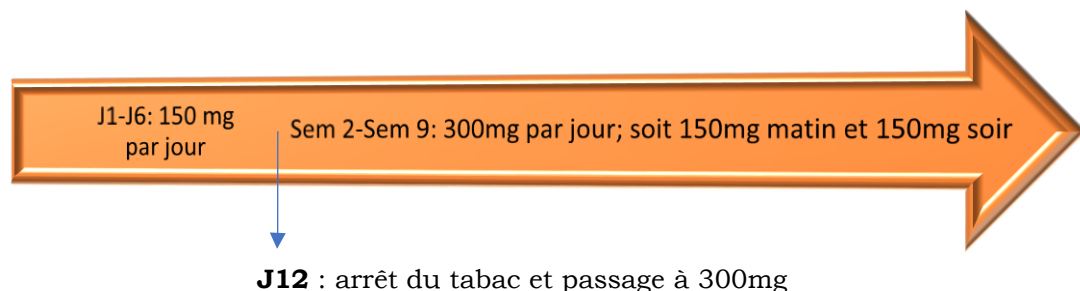 J1-J6: 150 mg
par jour
Sem 2-Sem 9: 300mg par jour; soit 150mg matin et 150mg soir
J12 : arrêt du tabac et passage à 300mg